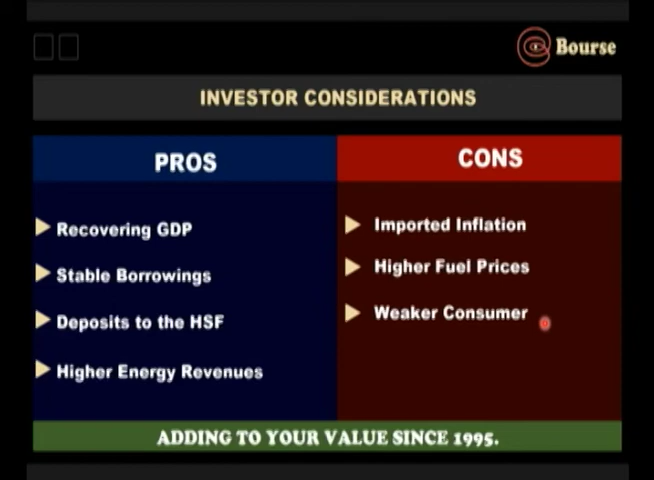 Bourse
INVESTOR CONSIDERATIONS
PROS
Recovering GDP
Stable Borrowings
Deposits to the HSF
Higher Energy Revenues
CONS
Imported Inflation
Higher Fuel Prices
Weaker Consumer
ADDING TO YOUR VALUE SINCE 1995.